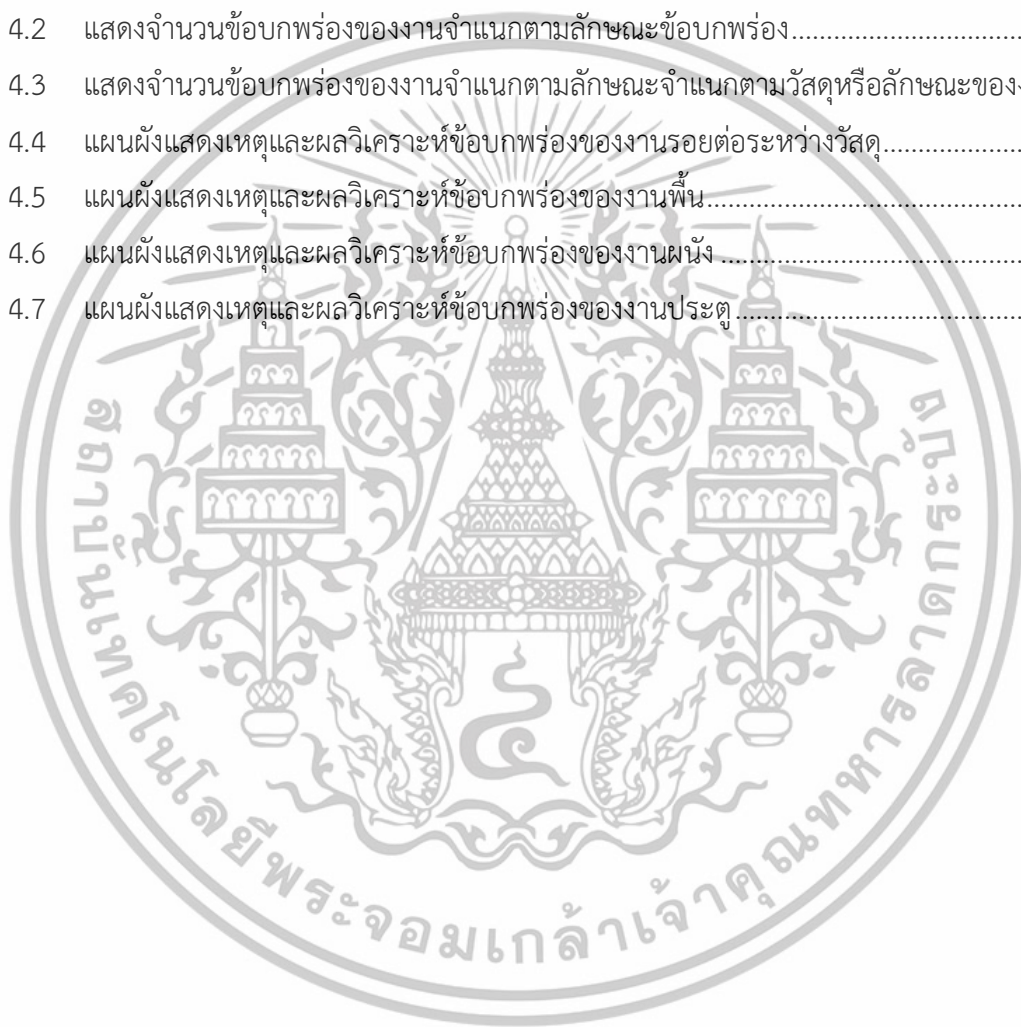 4.2 แสดงจำนวนข้อบกพร่องของงานจำแนกตามลักษณะข้อบกพร่อง
4.3 แสดงจำนวนข้อบกพร่องของงานจำแนกตามลักษณะจำแนกตามวัสดุหรือลักษณะของ
4.4 แผนผังแสดงเหตุและผลวิเคราะห์ข้อบกพร่องของงานรอยต่อระหว่างวัสดุ
4.5 แผนผังแสดงเหตุและผลวิเคราะห์ข้อบกพร่องของงานพื้น
4.6 แผนผังแสดงเหตุและผลวิเคราะห์ข้อบกพร่องของงานผนัง
4.7 แผนผังแสดงเหตุและผลวิเคราะห์ข้อบกพร่องของงานประตู
สถาบันเทคโนโลยีพระจอมเกล้าเจ้าคุณทหารลาดกระบัง
๔